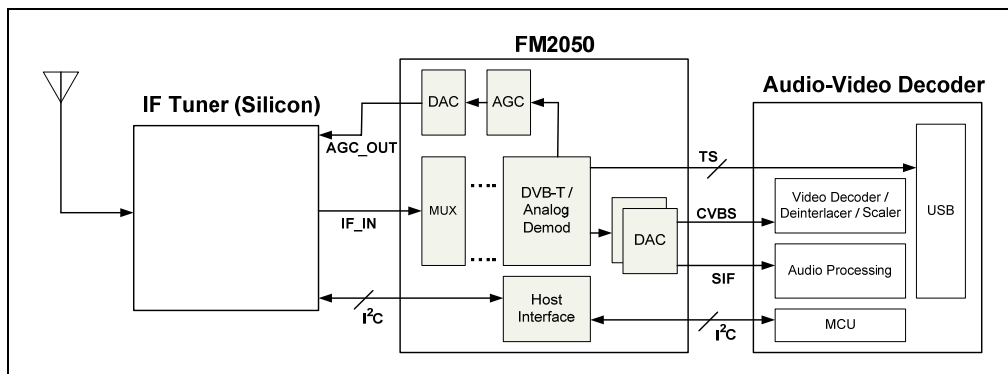 FM2050
IF Tuner (Silicon)
Audio-Video Decoder
DAC
AGC
AGC_OUT
MUX
IF_IN
DVB-T /
Analog
Demod
DAC
TS
CVBS
SIF
Video Decoder /
Deinterlacer / Scaler
USB
Audio Processing
Host
Interface
I²C
I²C
MCU